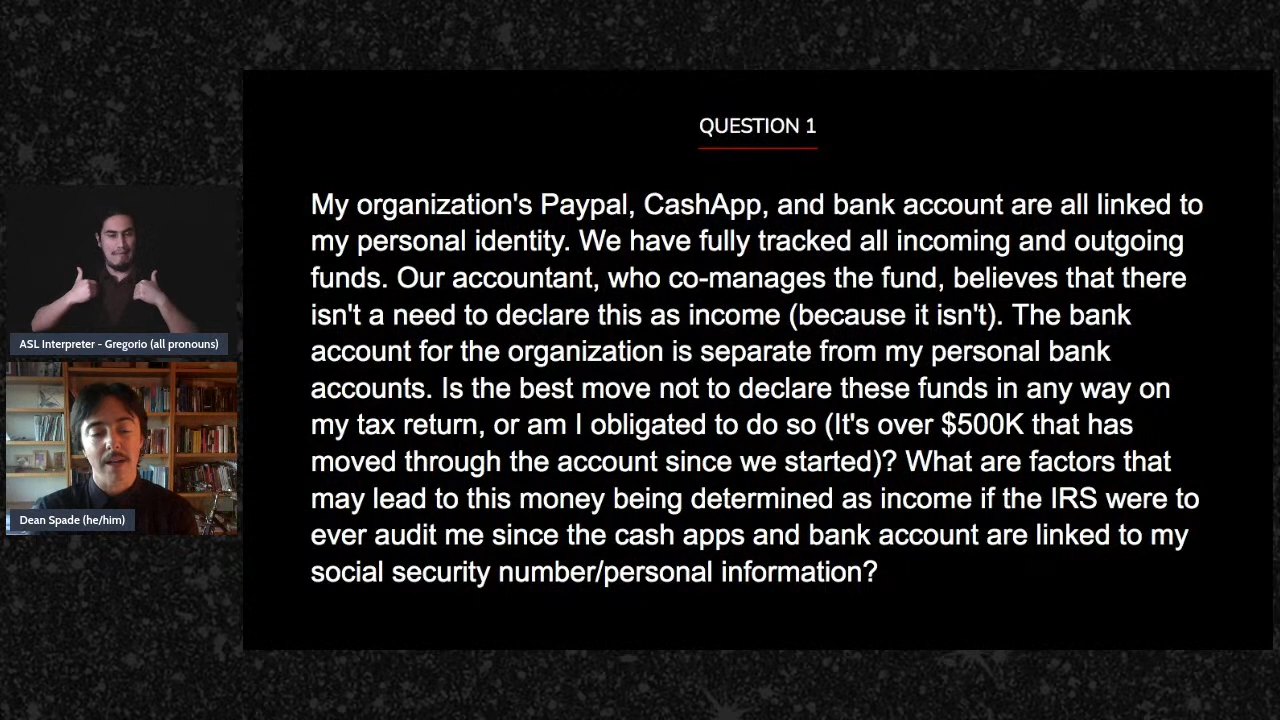 QUESTION 1
My organization's Paypal, CashApp, and bank account are all linked to
my personal identity. We have fully tracked all incoming and outgoing
funds. Our accountant, who co-manages the fund, believes that there
isn't a need to declare this as income (because it isn't). The bank
account for the organization is separate from my personal bank
accounts. Is the best move not to declare these funds in any way on
my tax return, or am I obligated to do so (It's over $500K that has
moved through the account since we started)? What are factors that
may lead to this money being determined as income if the IRS were to
ever audit me since the cash apps and bank account are linked to my
social security number/personal information?
ASL Interpreter - Gregorio (all pronouns)
Dean Spade (he/him)